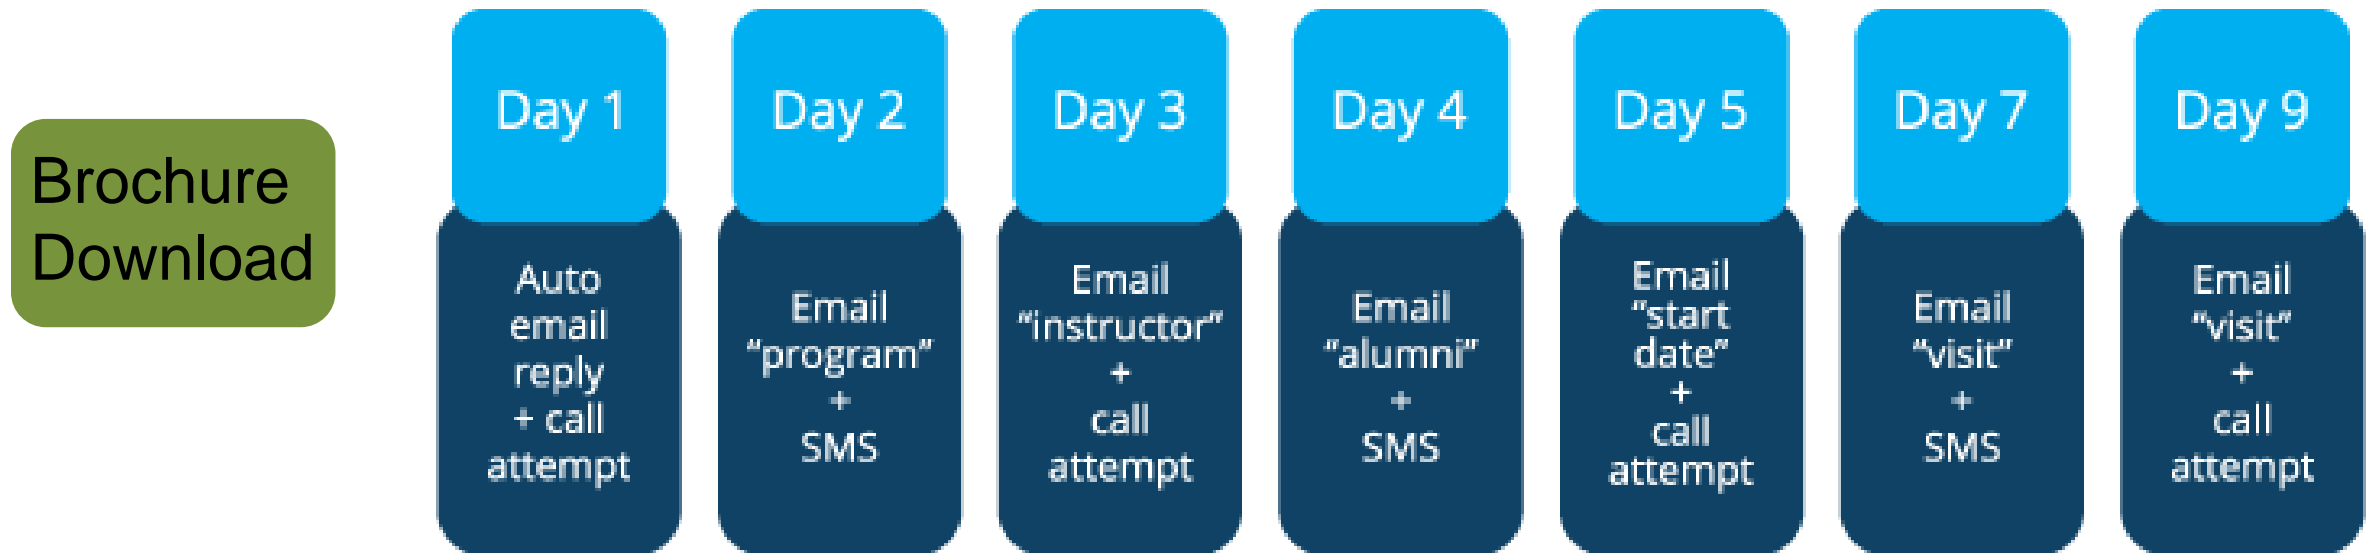 Brochure
Download
Day 1
Auto
email
reply
+ call
attempt
Day 2
Email
“program”
+
SMS
Day 3
Email
“instructor”
+
call
attempt
Day 4
Email
“alumni”
+
SMS
Day 5
Email
“start
date”
+
call
attempt
Day 7
Email
“visit”
+
SMS
Day 9
Email
“visit”
+
call
attempt